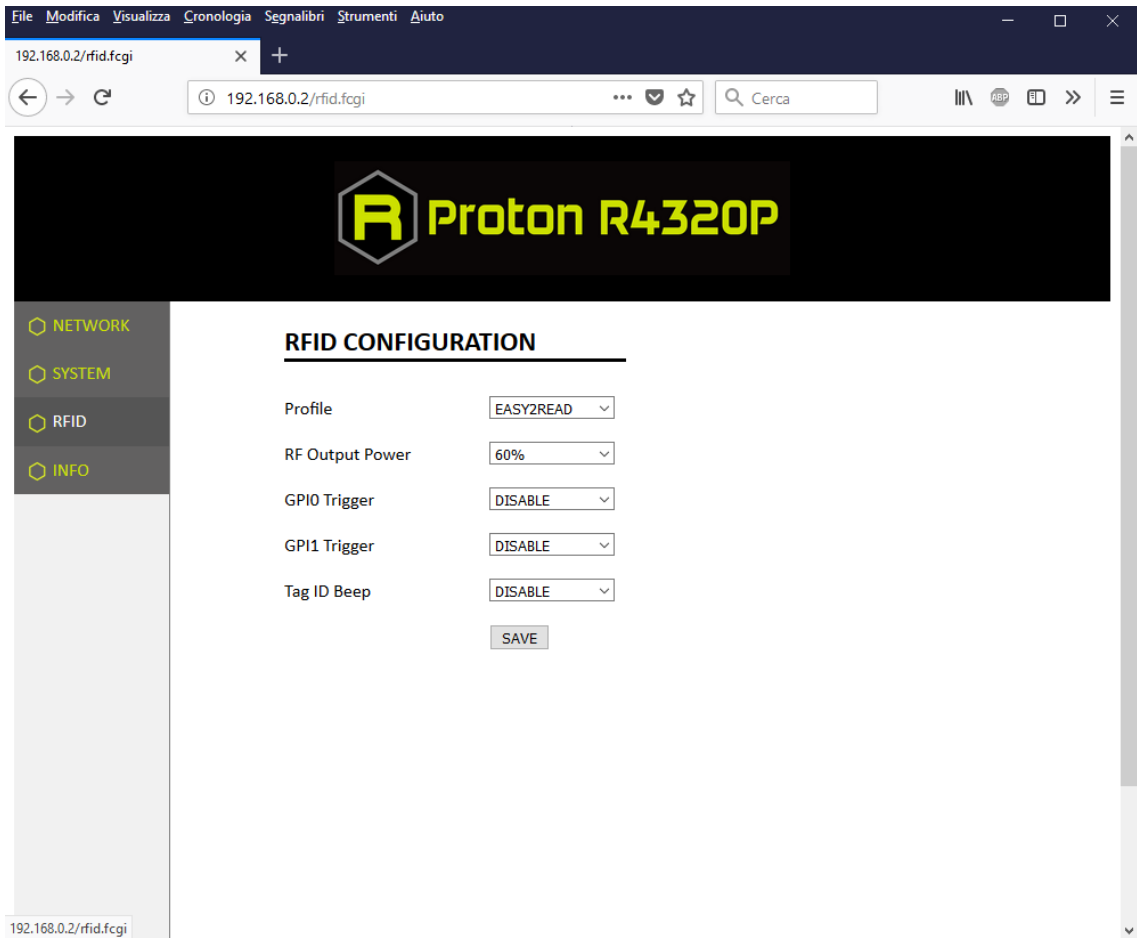 File Modifica Visualizza Cronologia Segnalibri Strumenti Aiuto
192.168.0.2/rfid.fcgi
192.168.0.2/rfid.fcgi
Cerca
ABP
R Proton R4320P
NETWORK
SYSTEM
RFID
INFO
RFID CONFIGURATION
Profile EASY2READ
RF Output Power 60%
GPI0 Trigger DISABLE
GPI1 Trigger DISABLE
Tag ID Beep DISABLE
SAVE
192.168.0.2/rfid.fcgi